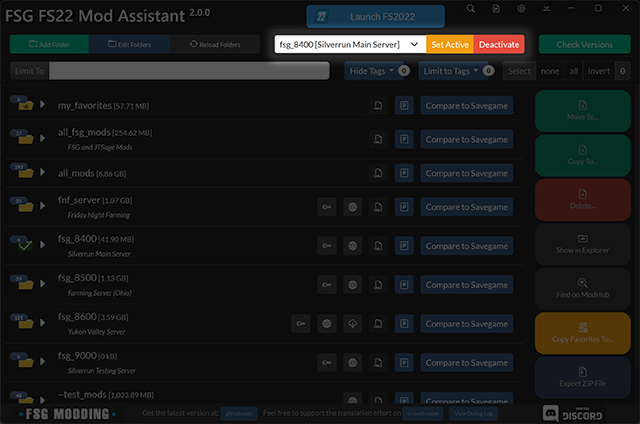 FSG FS22 Mod Assistant 2.0.0
22 Launch FS2022
Add Folder Edit Folders Reload Folders fsg_8400 [Silverrun Main Server] Set Active Deactivate Check Versions
Limit To Hide Tags 0 Limit to Tags 0 Select none all invert 0
my_favorites [57.71 MB] Compare to Savegame
all_fsg_mods [254.62 MB] Compare to Savegame
FSG and JTSage Mods
all_mods [6.86 GB] Compare to Savegame
fnf_server [1.07 GB] Compare to Savegame
Friday Night Farming
fsg_8400 [41.90 MB] Compare to Savegame
Silverrun Main Server
fsg_8500 [1.13 GB] Compare to Savegame
Farming Server (Ohio)
fsg_8600 [3.59 GB] Compare to Savegame
Yukon Valley Server
fsg_9000 [0 kB] Compare to Savegame
Silverrun Testing Server
~test_mods [1,023.89 MB] Compare to Savegame
Move To...
Copy To...
Delete...
Show in Explorer
Find on ModHub
Copy Favorites To...
Export ZIP File
FSG MODDING Get the latest version at: github.com Feel free to support the translation effort on crowdin.com View Debug Log DISCORD